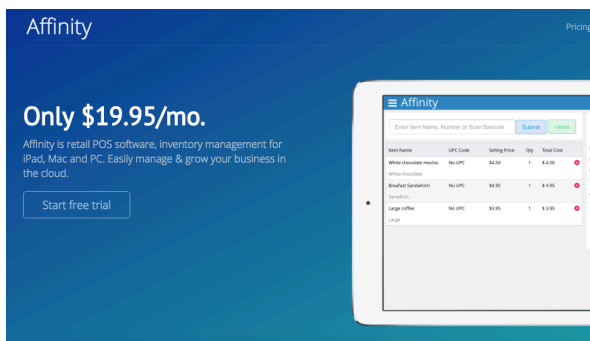 Affinity
Pricing
Only $19.95/mo.
Affinity is retail POS software, inventory management for
iPad, Mac and PC. Easily manage & grow your business in
the cloud.
Start free trial
Affinity
Enter Item Name, Number or Scan Barcode Submit +Item
Item Name UPC Code Selling Price Qty Total Cost
White chocolate mocha. No UPC $4.50 1 $ 4.50
White chocolate
Breafast Sandwhich No UPC $4.95 1 $ 4.95
Sanwhich
Large coffee No UPC $3.95 1 $ 3.95
Large